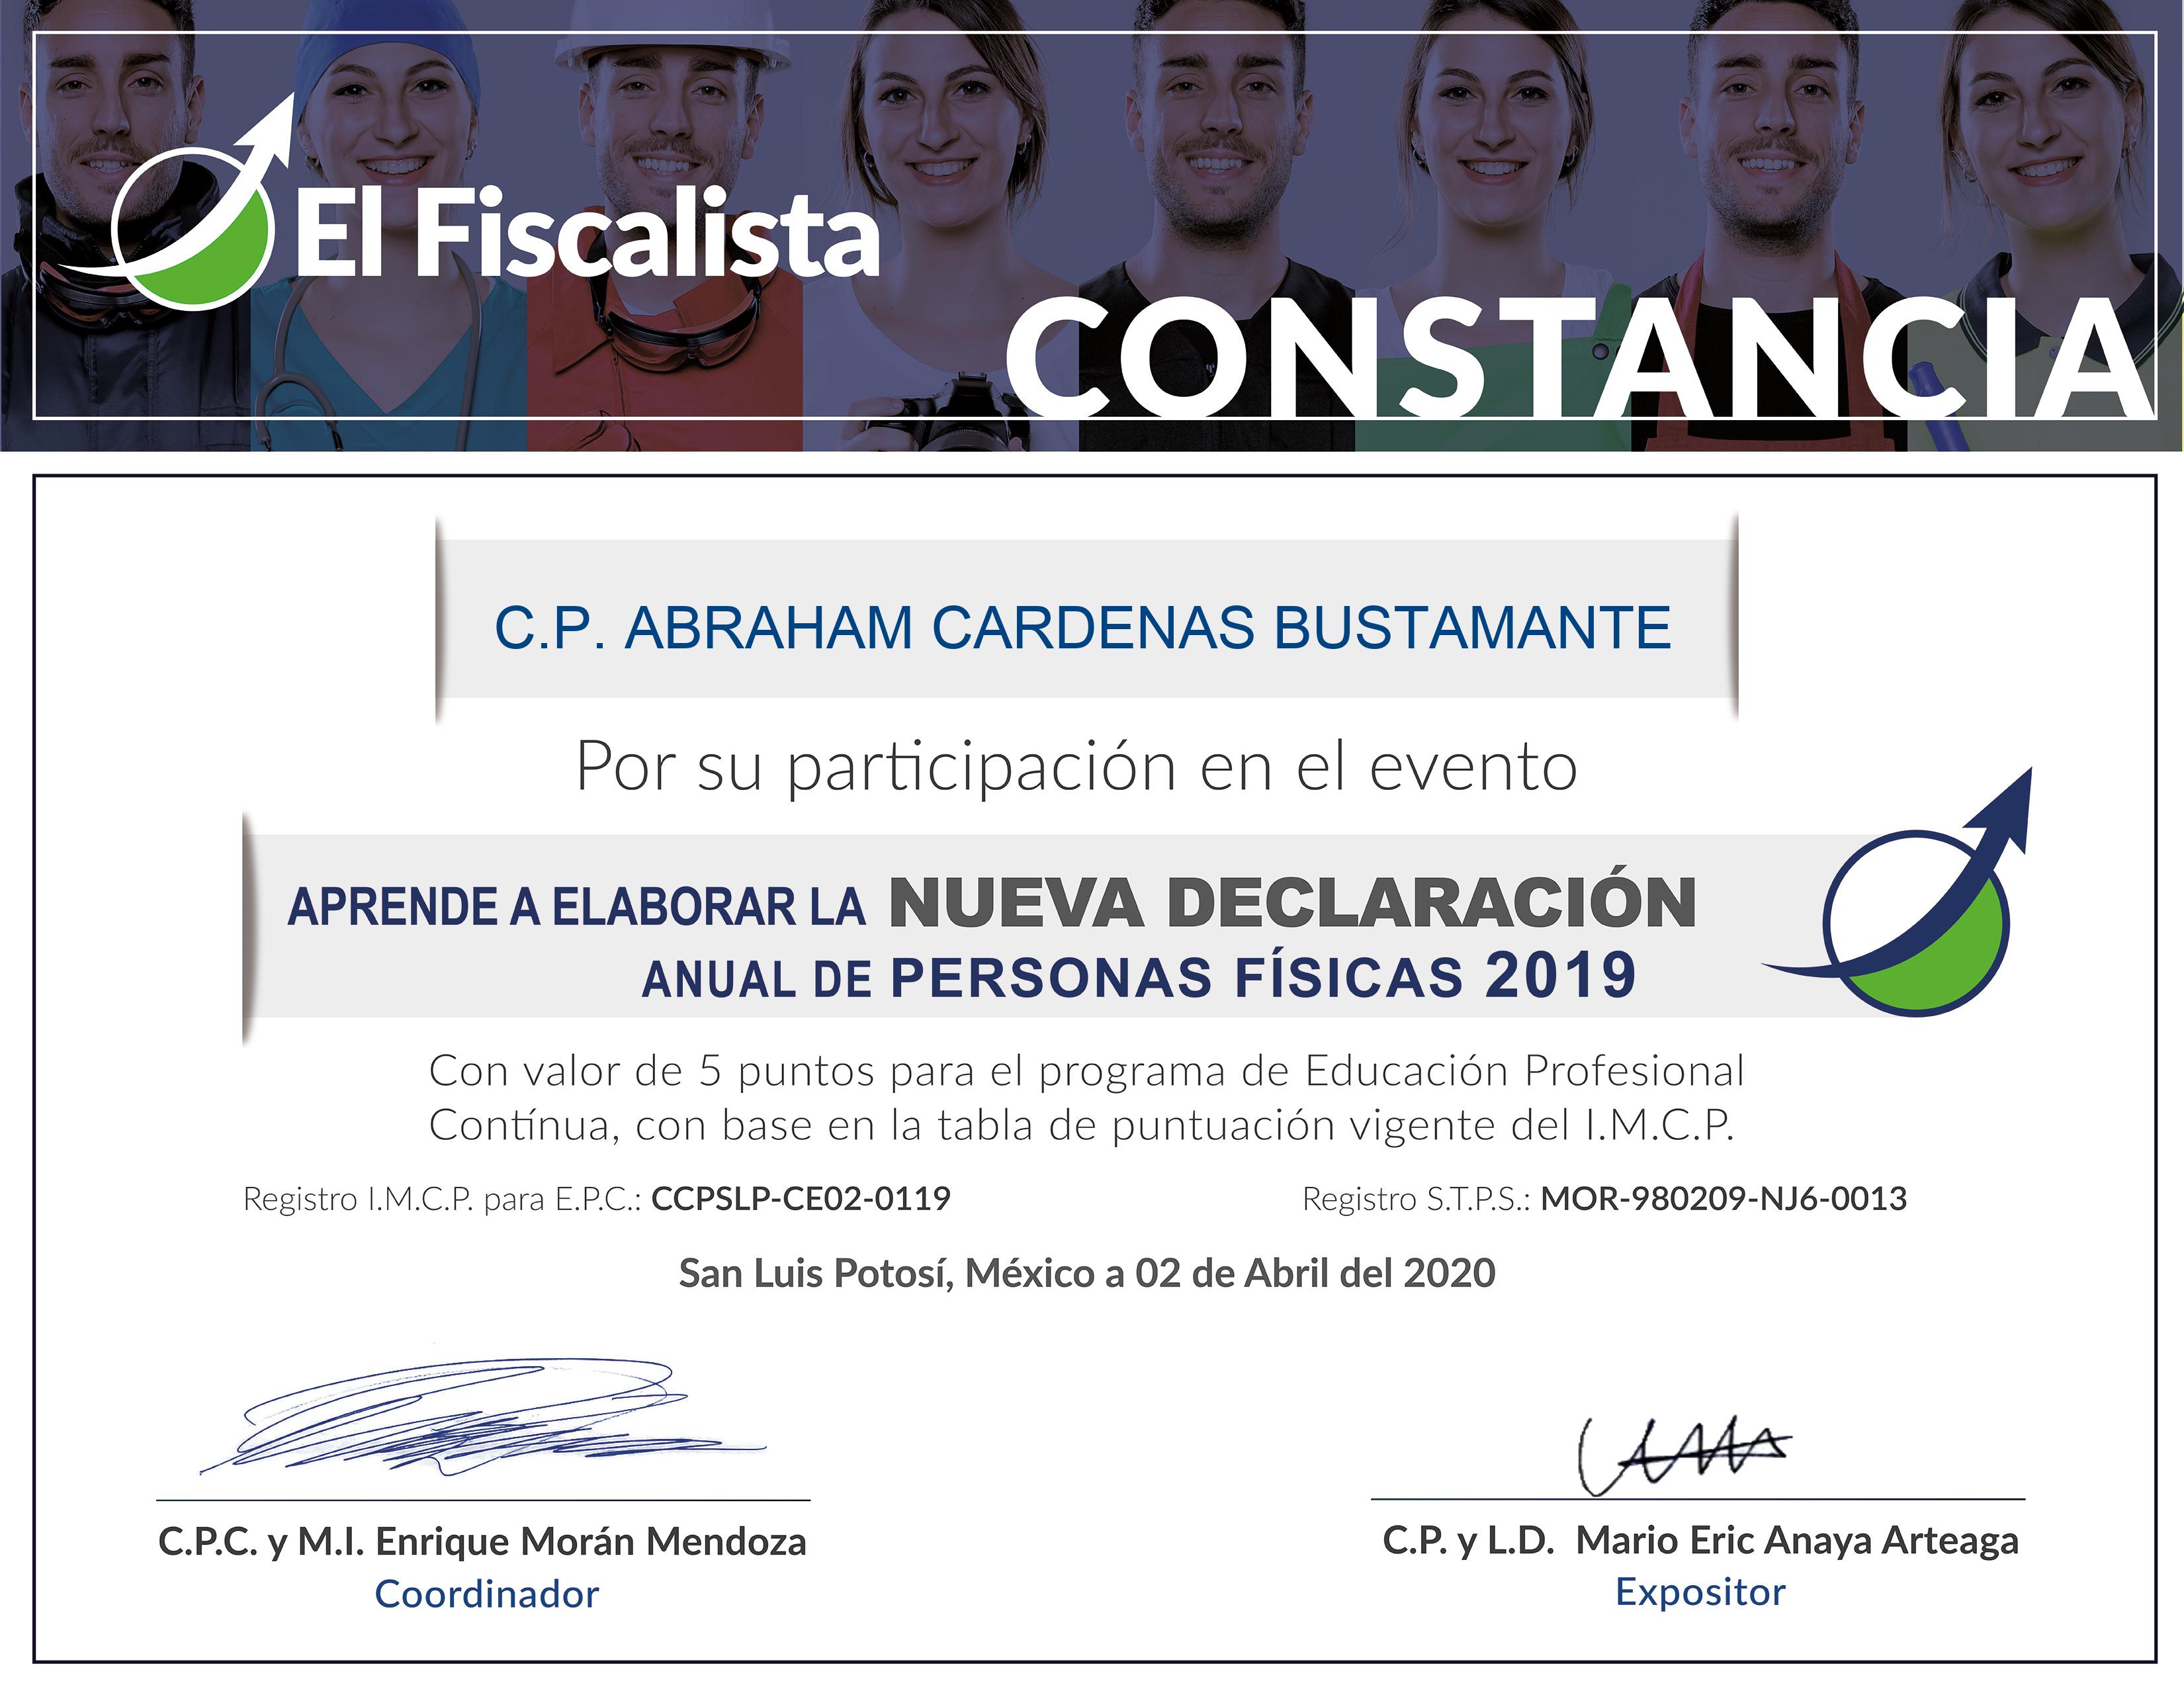 El Fiscalista
CONSTANCIA
C.P. ABRAHAM CARDENAS BUSTAMANTE
Por su participación en el evento
APRENDE A ELABORAR LA NUEVA DECLARACIÓN
ANUAL DE PERSONAS FÍSICAS 2019
Con valor de 5 puntos para el programa de Educación Profesional
Contínua, con base en la tabla de puntuación vigente del I.M.C.P.
Registro I.M.C.P. para E.P.C.: CCPSLP-CE02-0119
Registro S.T.P.S.: MOR-980209-NJ6-0013
San Luis Potosí, México a 02 de Abril del 2020
C.P.C. y M.I. Enrique Morán Mendoza
Coordinador
C.P. y L.D. Mario Eric Anaya Arteaga
Expositor